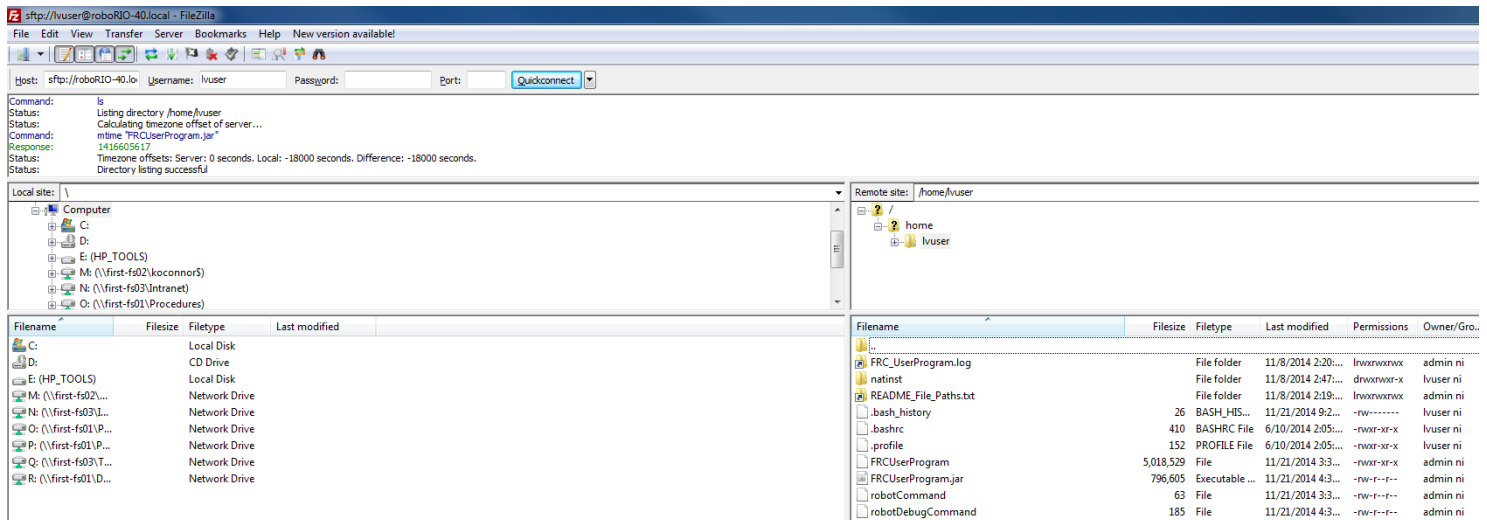 sftp://lvuser@roboRIO-40.local - FileZilla
File Edit View Transfer Server Bookmarks Help New version available!
Host: sftp://roboRIO-40.lo Username: lvuser Password: Port: Quickconnect
Command: ls
Status: Listing directory /home/lvuser
Status: Calculating timezone offset of server...
Command: mtime "FRCUserProgram.jar"
Response: 1416605617
Status: Timezone offsets: Server: 0 seconds. Local: -18000 seconds. Difference: -18000 seconds.
Status: Directory listing successful
Local site: \
Computer
C:
D:
E: (HP_TOOLS)
M: (\\first-fs02\koconnor$)
N: (\\first-fs03\Intranet)
O: (\\first-fs01\Procedures)
Filename Filesize Filetype Last modified
C: Local Disk
D: CD Drive
E: (HP_TOOLS) Local Disk
M: (\\first-fs02\... Network Drive
N: (\\first-fs03\I... Network Drive
O: (\\first-fs01\P... Network Drive
P: (\\first-fs01\P... Network Drive
Q: (\\first-fs03\T... Network Drive
R: (\\first-fs01\D... Network Drive
Remote site: /home/lvuser
/
home
lvuser
Filename Filesize Filetype Last modified Permissions Owner/Gro...
..
FRC_UserProgram.log File folder 11/8/2014 2:20:... lrwxrwxrwx admin ni
natinst File folder 11/8/2014 2:47:... drwxrwxr-x lvuser ni
README_File_Paths.txt File folder 11/8/2014 2:19:... lrwxrwxrwx admin ni
.bash_history 26 BASH_HIS... 11/21/2014 9:2... -rw------- lvuser ni
.bashrc 410 BASHRC File 6/10/2014 2:05:... -rwxr-xr-x lvuser ni
.profile 152 PROFILE File 6/10/2014 2:05:... -rwxr-xr-x lvuser ni
FRCUserProgram 5,018,529 File 11/21/2014 3:3... -rwxr-xr-x admin ni
FRCUserProgram.jar 796,605 Executable ... 11/21/2014 4:3... -rw-r--r-- admin ni
robotCommand 63 File 11/21/2014 3:3... -rw-r--r-- admin ni
robotDebugCommand 185 File 11/21/2014 4:3... -rw-r--r-- admin ni